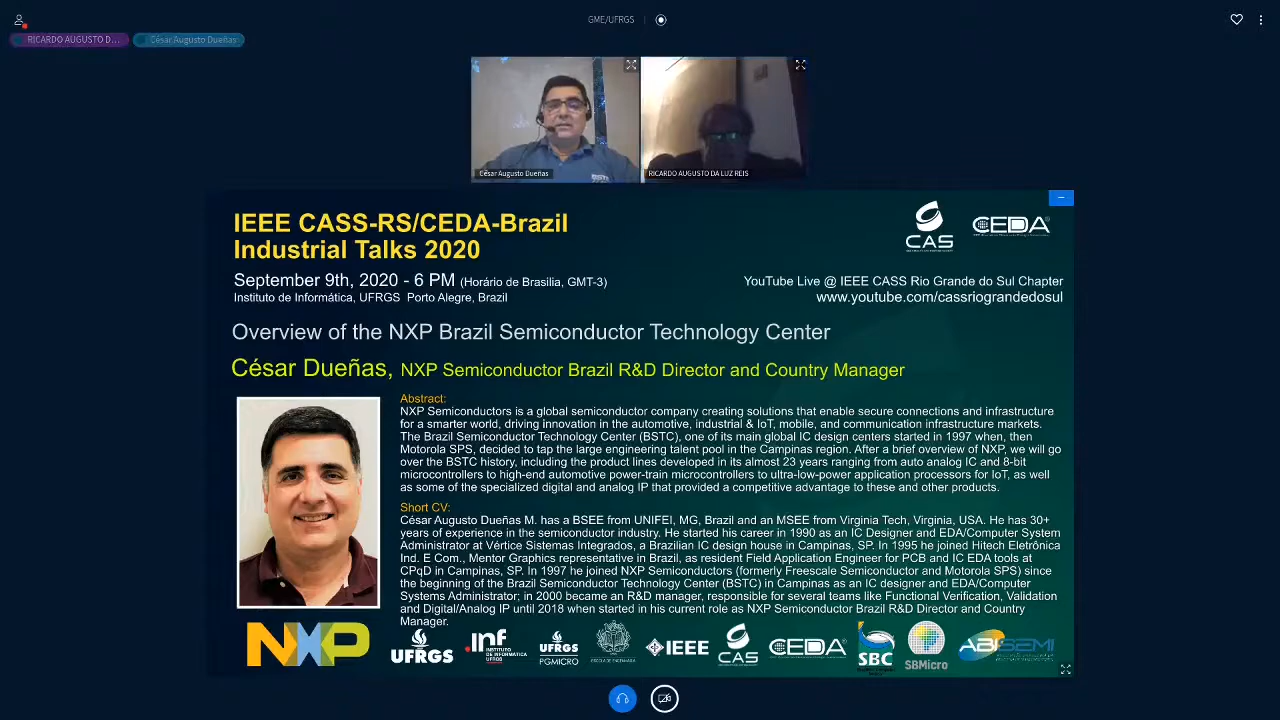 GME/UFRGS
RICARDO AUGUSTO D...
César Augusto Dueñas
César Augusto Dueñas
RICARDO AUGUSTO DA LUZ REIS
IEEE CASS-RS/CEDA-Brazil
Industrial Talks 2020
CAS
CEDA
September 9th, 2020 - 6 PM (Horário de Brasilia, GMT-3)
Instituto de Informática, UFRGS Porto Alegre, Brazil
YouTube Live @ IEEE CASS Rio Grande do Sul Chapter
www.youtube.com/cassriograndedosul
Overview of the NXP Brazil Semiconductor Technology Center
César Dueñas, NXP Semiconductor Brazil R&D Director and Country Manager
Abstract:
NXP Semiconductors is a global semiconductor company creating solutions that enable secure connections and infrastructure
for a smarter world, driving innovation in the automotive, industrial & IoT, mobile, and communication infrastructure markets.
The Brazil Semiconductor Technology Center (BSTC), one of its main global IC design centers started in 1997 when, then
Motorola SPS, decided to tap the large engineering talent pool in the Campinas region. After a brief overview of NXP, we will go
over the BSTC history, including the product lines developed in its almost 23 years ranging from auto analog IC and 8-bit
microcontrollers to high-end automotive power-train microcontrollers to ultra-low-power application processors for IoT, as well
as some of the specialized digital and analog IP that provided a competitive advantage to these and other products.
Short CV:
César Augusto Dueñas M. has a BSEE from UNIFEI, MG, Brazil and an MSEE from Virginia Tech, Virginia, USA. He has 30+
years of experience in the semiconductor industry. He started his career in 1990 as an IC Designer and EDA/Computer System
Administrator at Vértice Sistemas Integrados, a Brazilian IC design house in Campinas, SP. In 1995 he joined Hitech Eletrônica
Ind. E Com., Mentor Graphics representative in Brazil, as resident Field Application Engineer for PCB and IC EDA tools at
CPqD in Campinas, SP. In 1997 he joined NXP Semiconductors (formerly Freescale Semiconductor and Motorola SPS) since
the beginning of the Brazil Semiconductor Technology Center (BSTC) in Campinas as an IC designer and EDA/Computer
Systems Administrator; in 2000 became an R&D manager, responsible for several teams like Functional Verification, Validation
and Digital/Analog IP until 2018 when started in his current role as NXP Semiconductor Brazil R&D Director and Country
Manager.
NXP
UFRGS
inf
INSTITUTO
DE INFORMÁTICA
UFRGS
UFRGS
PGMICRO
ESCOLA DE ENGENHARIA
IEEE
CAS
CEDA
SBC
SBMicro
ABISEMI